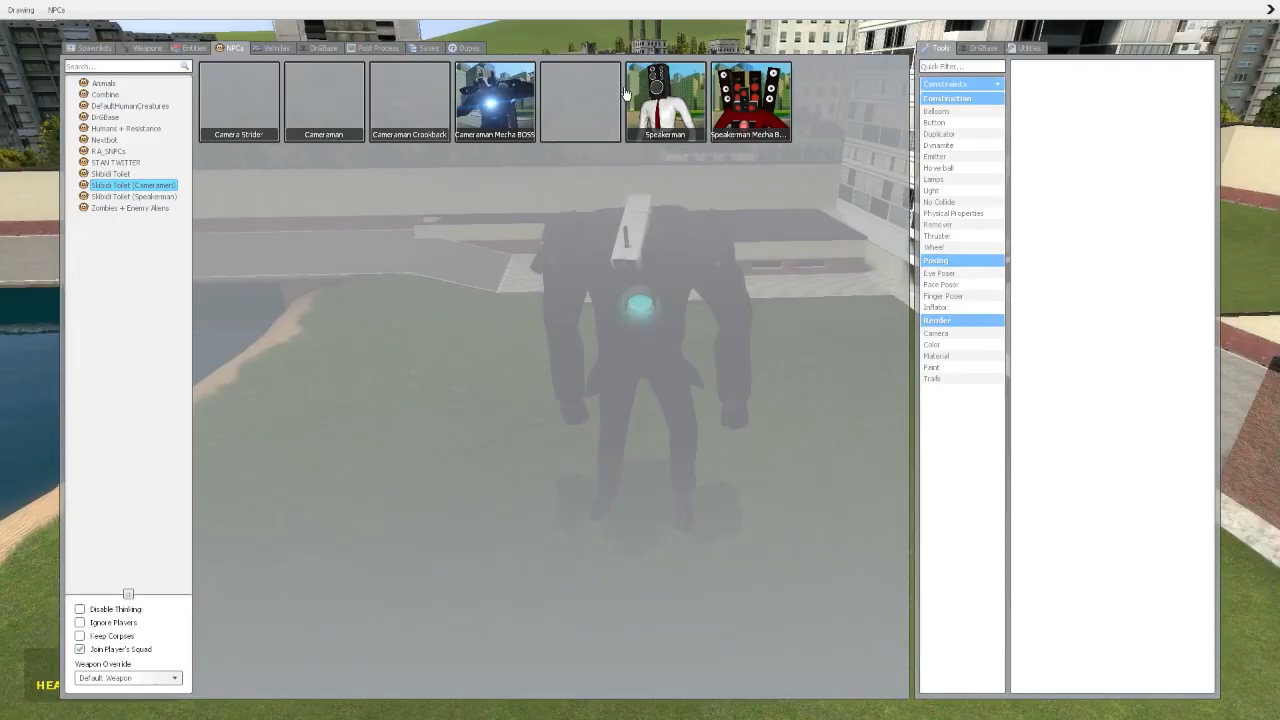 Drawing NPCs
Spawnlists Weapons Entities NPCs Vehicles DrGBase Post Process Saves Dupes
Tools DrGBase Utilities
Search...
Animals
Combine
DefaultHumanCreatures
DrGBase
Humans + Resistance
Nextbot
RA_SNPCs
STAN TWITTER
Skibidi Toilet
Skibidi Toilet (Cameramen)
Skibidi Toilet (Speakerman)
Zombies + Enemy Aliens
Camera Strider
Cameraman
Cameraman Crookback
Cameraman Mecha BOSS
Speakerman
Speakerman Mecha B...
Disable Thinking
Ignore Players
Keep Corpses
Join Player's Squad
Weapon Override
Default Weapon
HEA
Quick Filter...
Constraints
Construction
Balloons
Button
Duplicator
Dynamite
Emitter
Hoverball
Lamps
Light
No Collide
Physical Properties
Remover
Thruster
Wheel
Posing
Eye Poser
Face Poser
Finger Poser
Inflator
Render
Camera
Color
Material
Paint
Trails